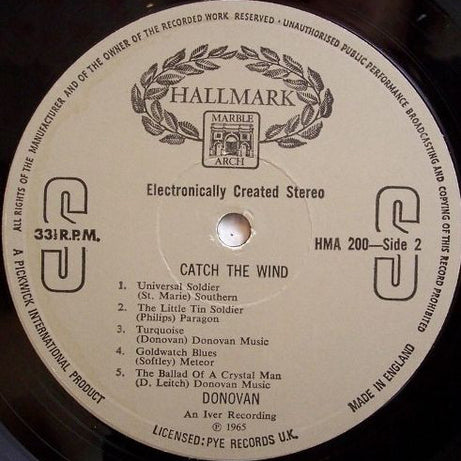 ALL RIGHTS OF THE MANUFACTURER AND OF THE OWNER OF THE RECORDED WORK RESERVED · UNAUTHORISED PUBLIC PERFORMANCE BROADCASTING AND COPYING OF THIS RECORD PROHIBITED
HALLMARK
MARBLE
ARCH
Electronically Created Stereo
33⅓ R.P.M.
HMA 200—Side 2
CATCH THE WIND
1. Universal Soldier
(St. Marie) Southern
2. The Little Tin Soldier
(Philips) Paragon
3. Turquoise
(Donovan) Donovan Music
4. Goldwatch Blues
(Softley) Meteor
5. The Ballad Of A Crystal Man
(D. Leitch) Donovan Music
DONOVAN
An Iver Recording
℗ 1965
A PICKWICK INTERNATIONAL PRODUCT
LICENSED: PYE RECORDS U.K.
MADE IN ENGLAND